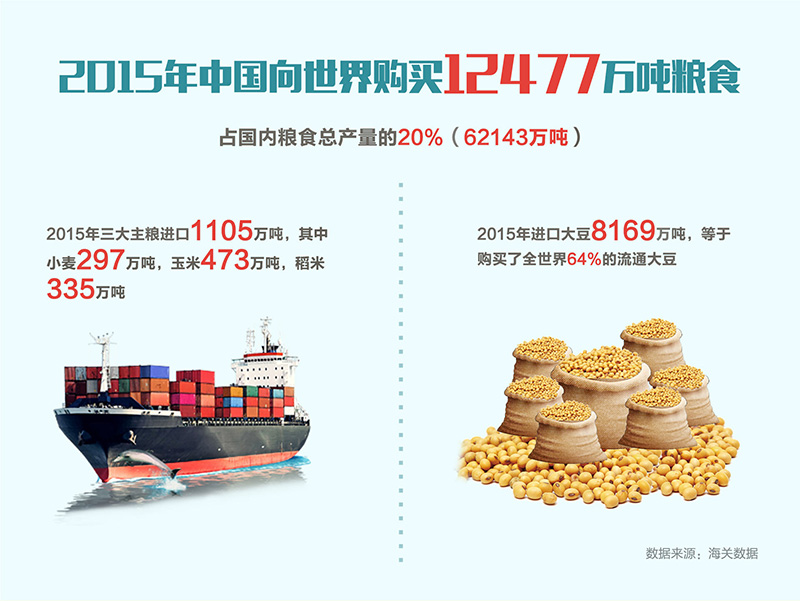 2015年中国向世界购买12477万吨粮食
占国内粮食总产量的20%（62143万吨）
2015年三大主粮进口1105万吨，其中
小麦297万吨，玉米473万吨，稻米
335万吨
2015年进口大豆8169万吨，等于
购买了全世界64%的流通大豆
数据来源：海关数据